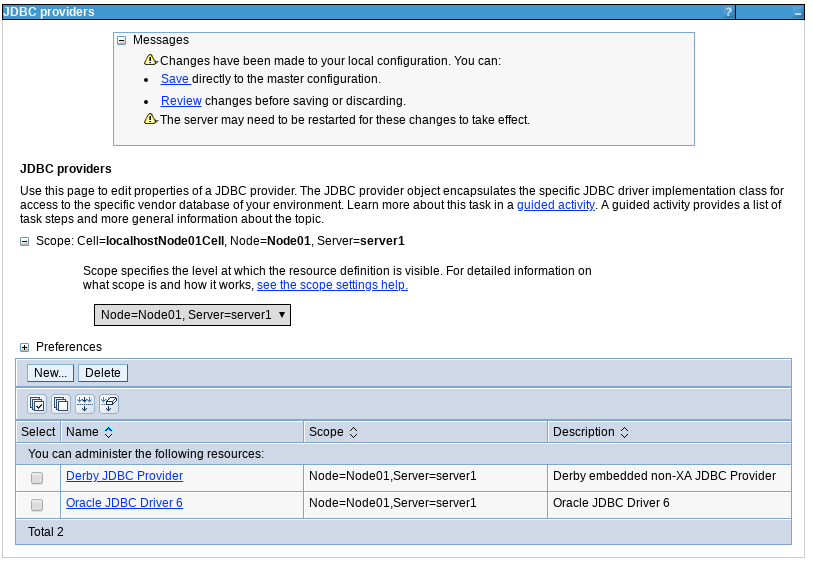 JDBC providers ? –
Messages
Changes have been made to your local configuration. You can:
• Save directly to the master configuration.
• Review changes before saving or discarding.
The server may need to be restarted for these changes to take effect.
JDBC providers
Use this page to edit properties of a JDBC provider. The JDBC provider object encapsulates the specific JDBC driver implementation class for
access to the specific vendor database of your environment. Learn more about this task in a guided activity. A guided activity provides a list of
task steps and more general information about the topic.
Scope: Cell=localhostNode01Cell, Node=Node01, Server=server1
Scope specifies the level at which the resource definition is visible. For detailed information on
what scope is and how it works, see the scope settings help.
Node=Node01, Server=server1
Preferences
New... Delete
Select Name Scope Description
You can administer the following resources:
Derby JDBC Provider Node=Node01,Server=server1 Derby embedded non-XA JDBC Provider
Oracle JDBC Driver 6 Node=Node01,Server=server1 Oracle JDBC Driver 6
Total 2